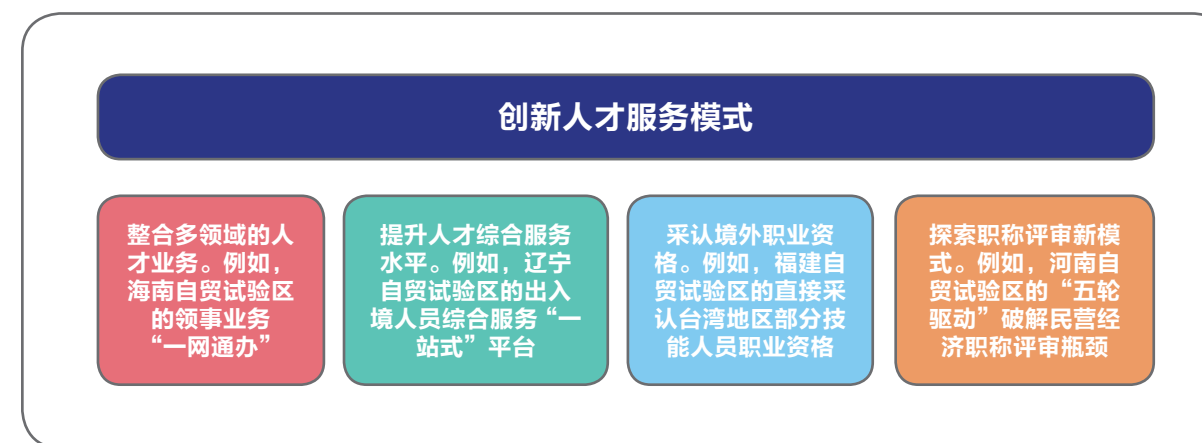 创新人才服务模式
整合多领域的人
才业务。例如，
海南自贸试验区
的领事业务
“一网通办”
提升人才综合服务
水平。例如，辽宁
自贸试验区的出入
境人员综合服务“一
站式”平台
采认境外职业资
格。例如，福建自
贸试验区的直接采
认台湾地区部分技
能人员职业资格
探索职称评审新模
式。例如，河南自
贸试验区的“五轮
驱动”破解民营经
济职称评审瓶颈